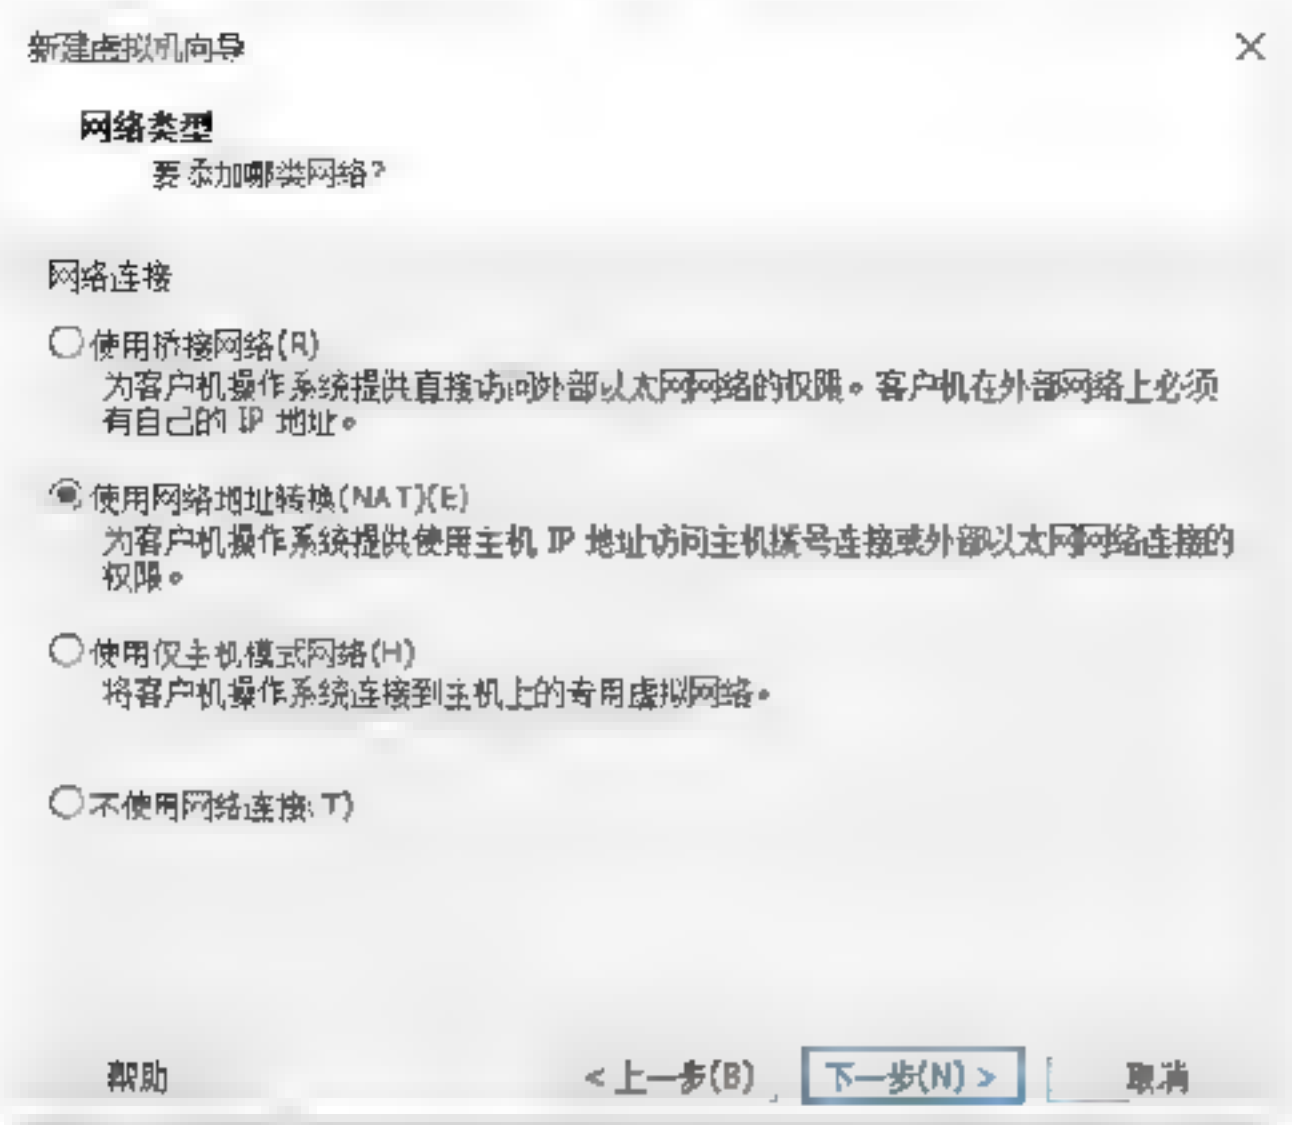 新建虚拟机向导
网络类型
要添加哪类网络?
网络连接
使用桥接网络(R)
为客户机操作系统提供直接访问外部以太网网络的权限。客户机在外部网络上必须
有自己的 IP 地址。
使用网络地址转换(NAT)(E)
为客户机操作系统提供使用主机 IP 地址访问主机拨号连接或外部以太网网络连接的
权限。
使用仅主机模式网络(H)
将客户机操作系统连接到主机上的专用虚拟网络。
不使用网络连接(T)
帮助
< 上一步(B)
下一步(N) >
取消